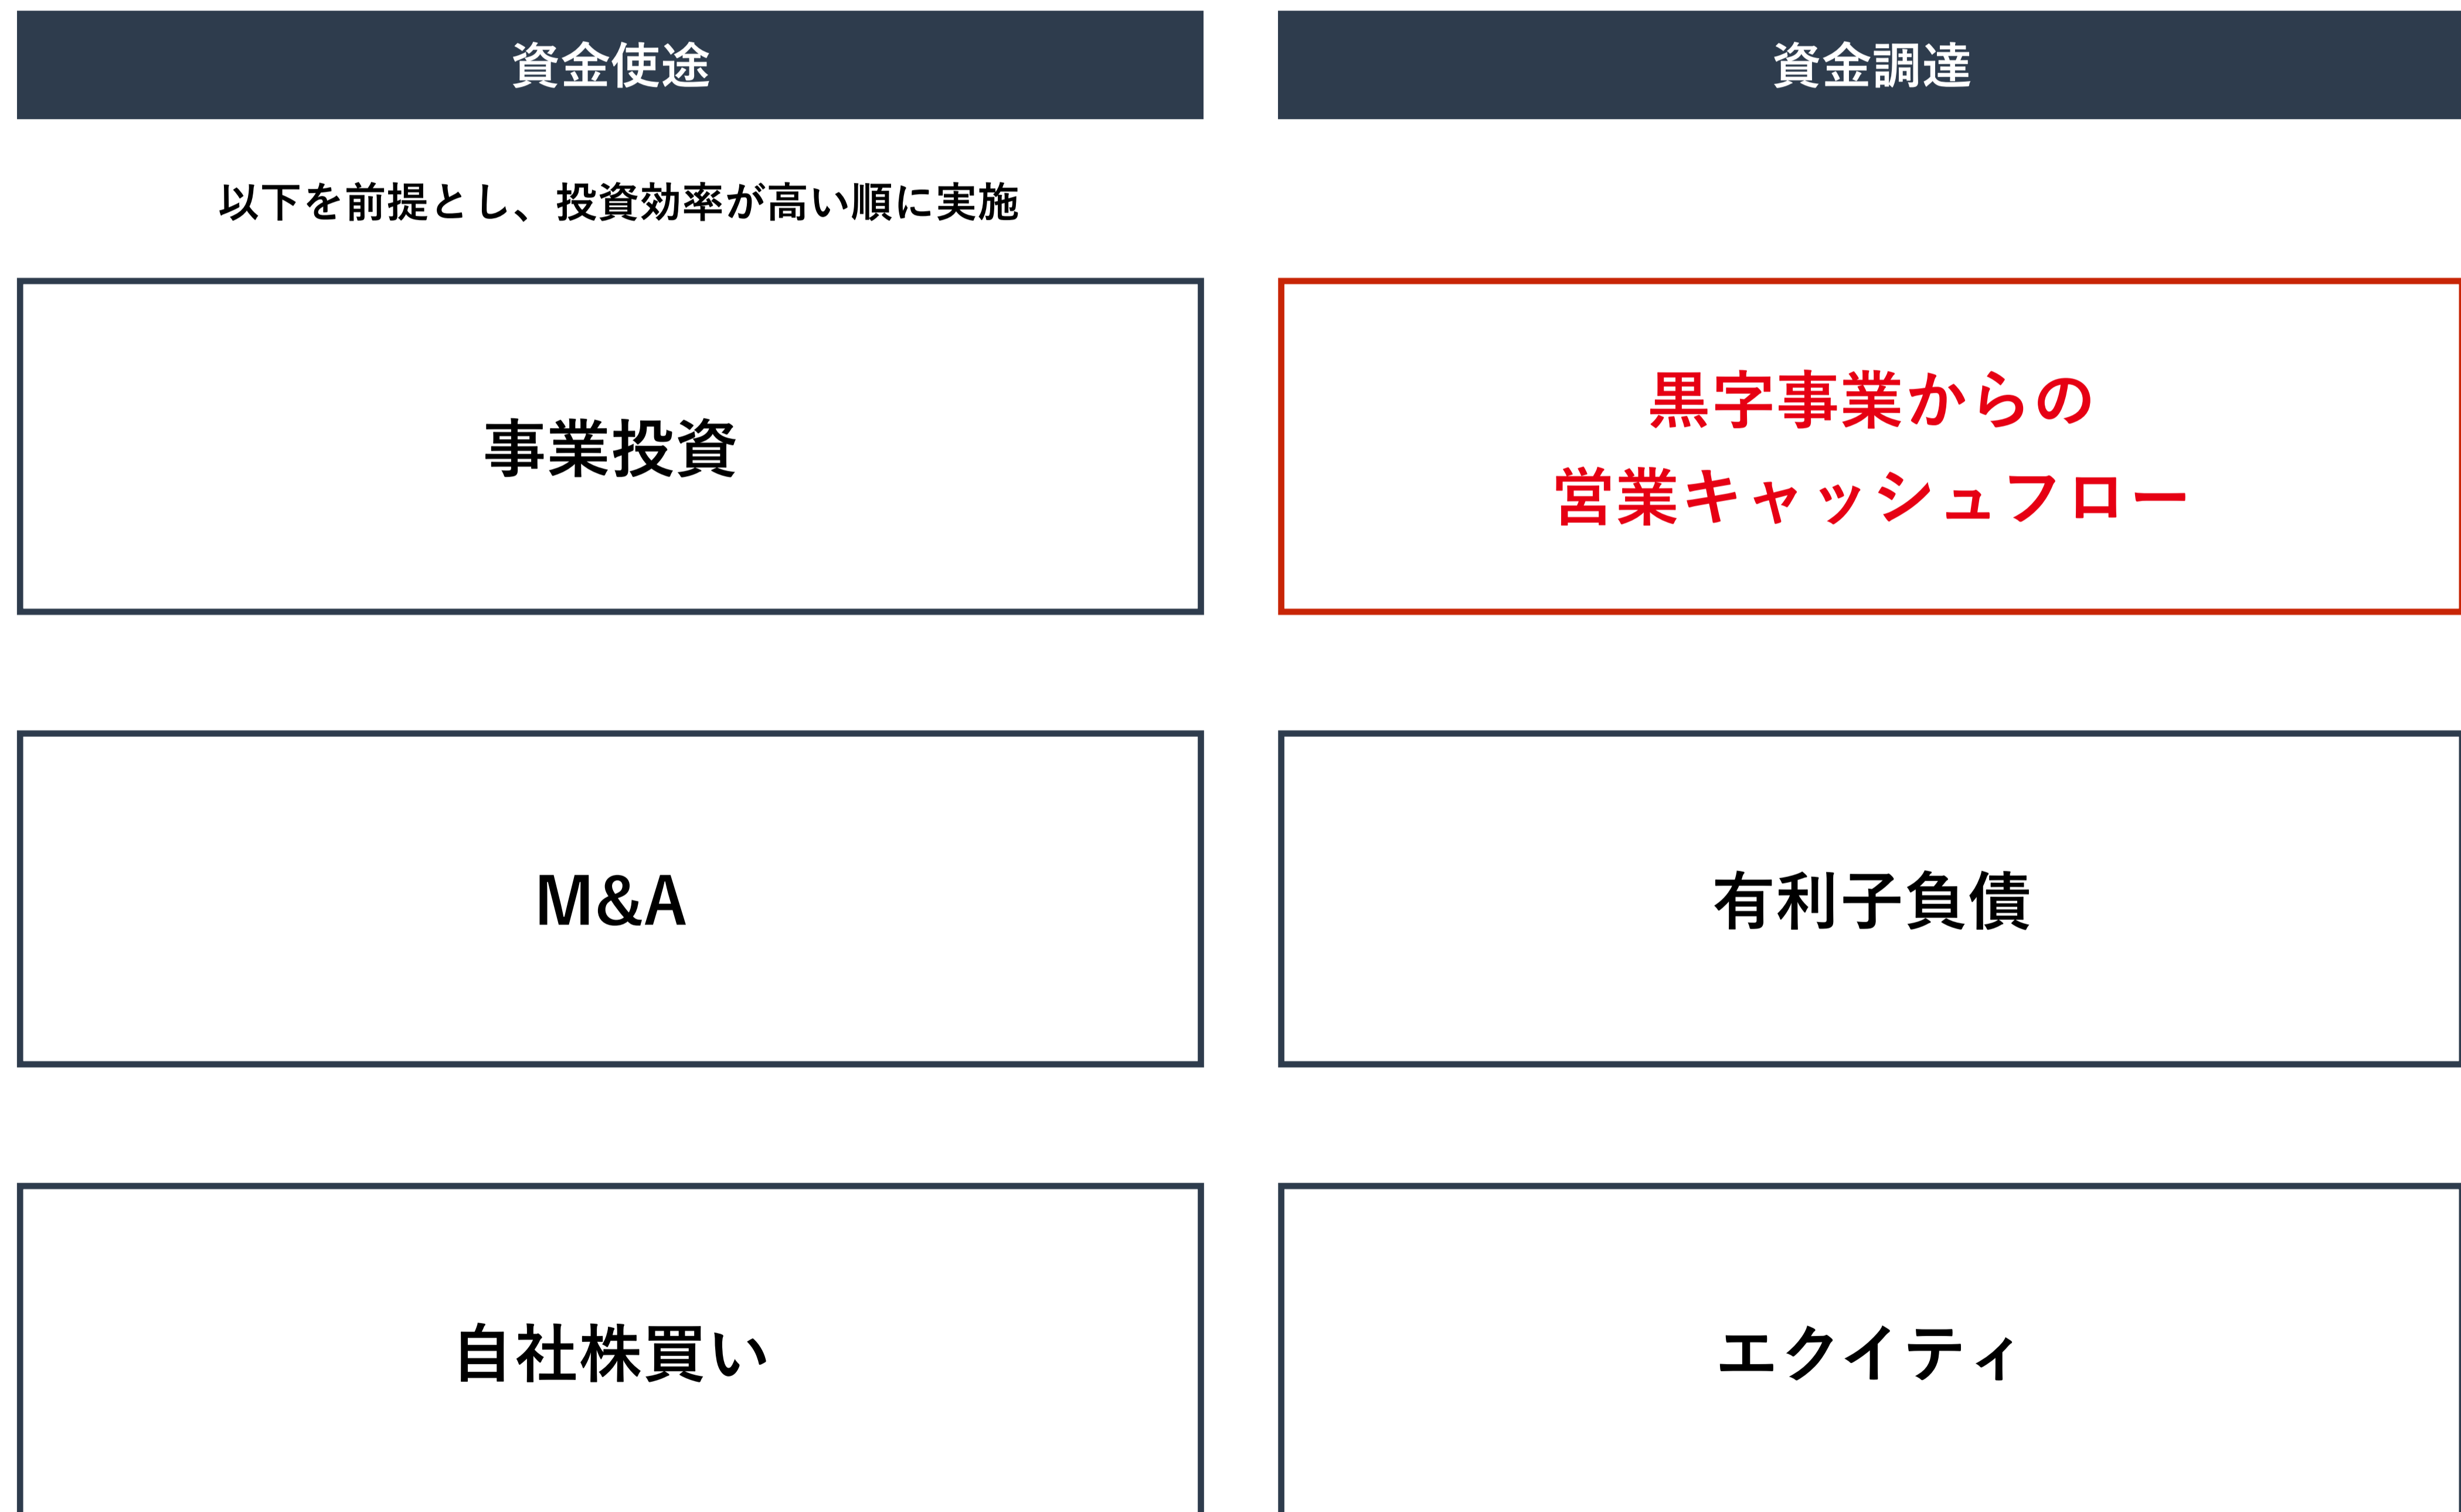 資金使途
以下を前提とし、投資効率が高い順に実施
事業投資
M&A
自社株買い
資金調達
黒字事業からの
営業キャッシュフロー
有利子負債
エクイティ